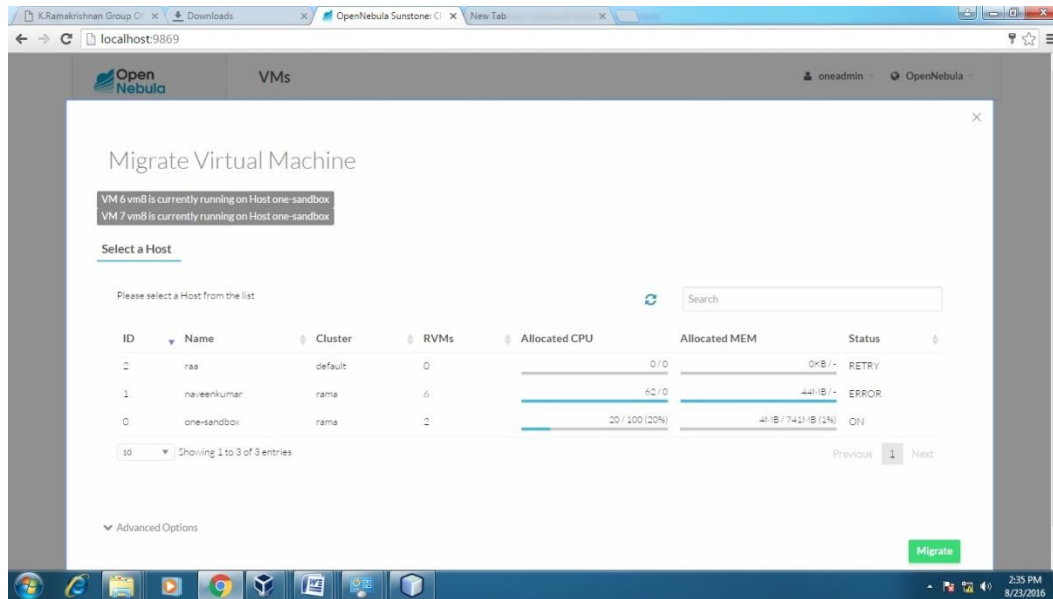 K.Ramakrishnan Group Of
Downloads
OpenNebula Sunstone: Cl
New Tab
localhost:9869
Open
Nebula
VMs
oneadmin
OpenNebula
Migrate Virtual Machine
VM 6 vm8 is currently running on Host one-sandbox
VM 7 vm8 is currently running on Host one-sandbox
Select a Host
Please select a Host from the list
Search
ID Name Cluster RVMs Allocated CPU Allocated MEM Status
2 raa default 0 0/0 0KB/- RETRY
1 naveenkumar rama 6 62/0 44MB/- ERROR
0 one-sandbox rama 2 20 / 100 (20%) 4MB / 741MB (1%) ON
10 Showing 1 to 3 of 3 entries
Previous 1 Next
Advanced Options
Migrate
2:35 PM
8/23/2016